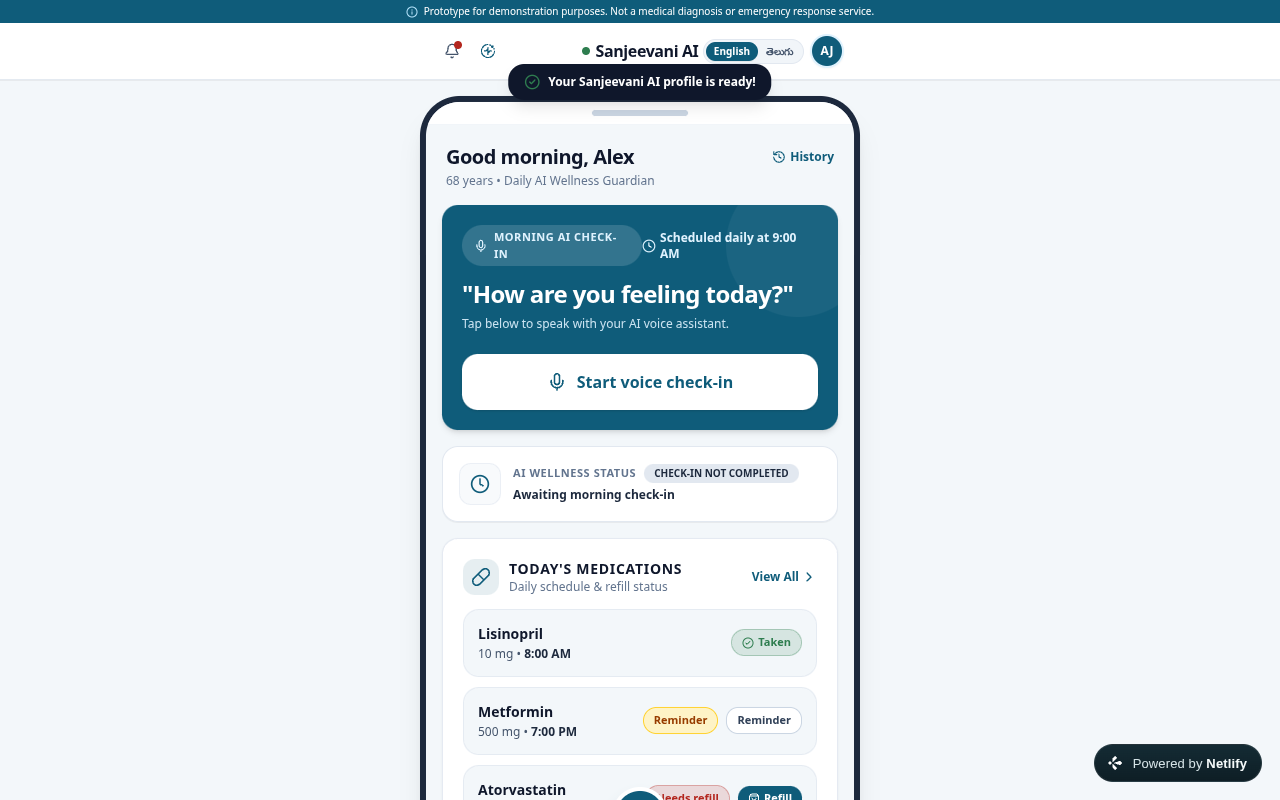 Prototype for demonstration purposes. Not a medical diagnosis or emergency response service.
Sanjeevani AI
English
తెలుగు
AJ
Your Sanjeevani AI profile is ready!
Good morning, Alex
History
68 years • Daily AI Wellness Guardian
MORNING AI CHECK-
IN
Scheduled daily at 9:00
AM
"How are you feeling today?"
Tap below to speak with your AI voice assistant.
Start voice check-in
AI WELLNESS STATUS
CHECK-IN NOT COMPLETED
Awaiting morning check-in
TODAY'S MEDICATIONS
Daily schedule & refill status
View All
Lisinopril
10 mg • 8:00 AM
Taken
Metformin
500 mg • 7:00 PM
Reminder
Reminder
Atorvastatin
refill
Refill
Powered by Netlify